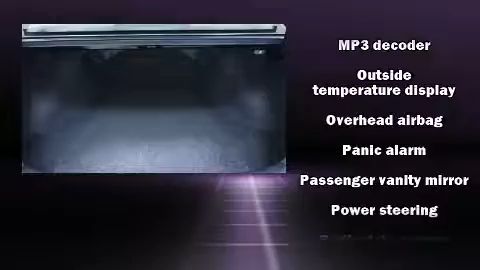 MP3 decoder
Outside
temperature display
Overhead airbag
Panic alarm
Passenger vanity mirror
Power steering